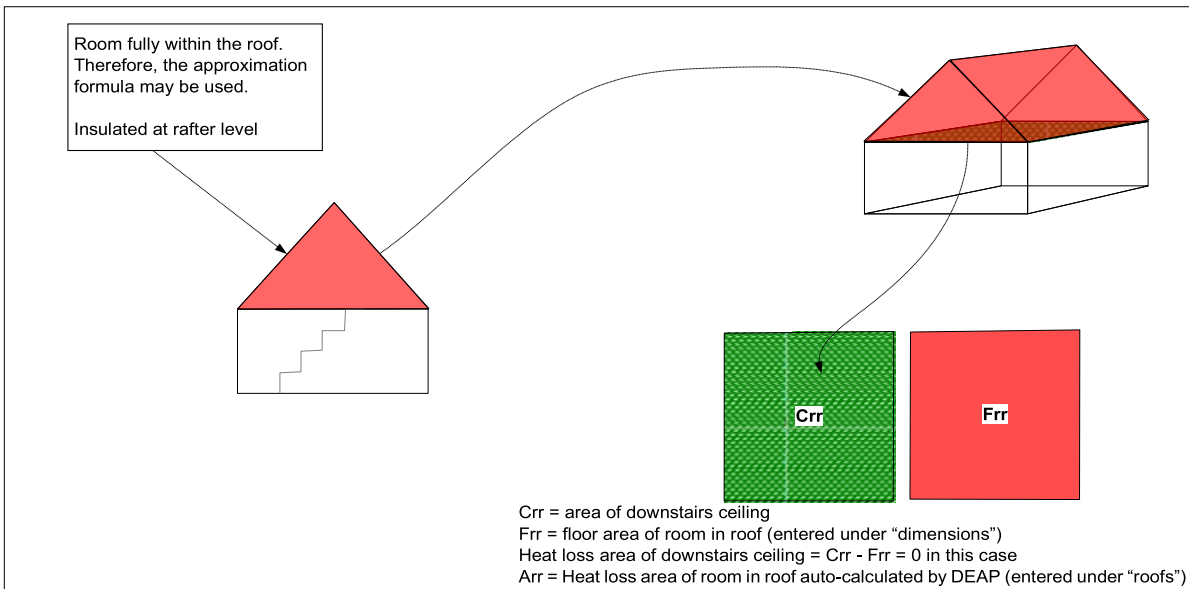 Room fully within the roof.
Therefore, the approximation
formula may be used.
Insulated at rafter level
Crr
Frr
Crr = area of downstairs ceiling
Frr = floor area of room in roof (entered under “dimensions”)
Heat loss area of downstairs ceiling = Crr - Frr = 0 in this case
Arr = Heat loss area of room in roof auto-calculated by DEAP (entered under “roofs”)